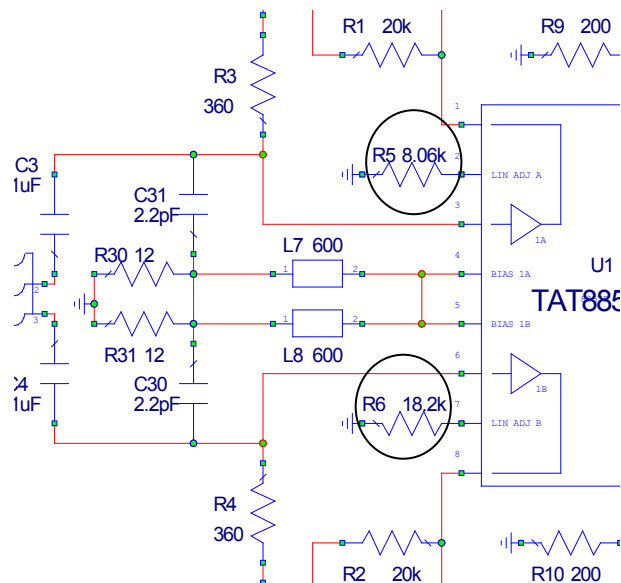 R1 20k
R9 200
R3
360
1
C3
1uF
R5 8.06k
2
LIN ADJ A
C31
2.2pF
3
1A
R30 12
L7 600
1 2
4
BIAS 1A
U1
2
3
1 2
5
BIAS 1B
TAT885
R31 12
L8 600
C4
1uF
C30
2.2pF
6
1B
R6 18.2k
7
LIN ADJ B
8
R4
360
R2 20k
R10 200